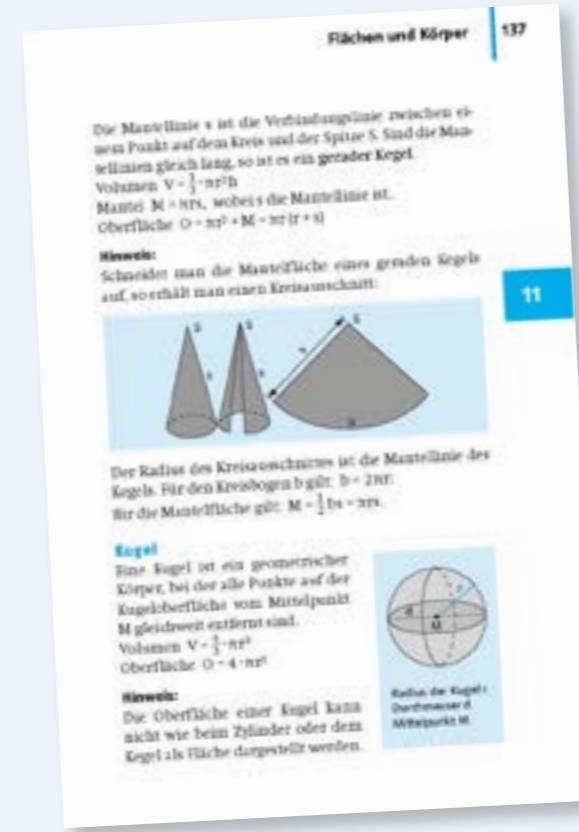 Flächen und Körper 137
Die Mantellinie s ist die Verbindungslinie zwischen ei-
nem Punkt auf dem Kreis und der Spitze S. Sind die Man-
tellinien gleich lang, so ist es ein gerader Kegel.
Volumen V = 1/3 · πr²h
Mantel M = πrs, wobei s die Mantellinie ist.
Oberfläche O = πr² + M = πr (r + s)
Hinweis:
Schneidet man die Mantelfläche eines geraden Kegels
auf, so erhält man einen Kreisausschnitt:
11
S S S
s
Der Radius des Kreisausschnittes ist die Mantellinie des
Kegels. Für den Kreisbogen b gilt: b = 2πr;
für die Mantelfläche gilt: M = 1/2 bs = πrs.
Kugel
Eine Kugel ist ein geometrischer
Körper, bei der alle Punkte auf der
Kugeloberfläche vom Mittelpunkt
M gleichweit entfernt sind.
Volumen V = 4/3 · πr³
Oberfläche O = 4 · πr²
Hinweis:
Die Oberfläche einer Kugel kann
nicht wie beim Zylinder oder dem
Kegel als Fläche dargestellt werden.
r
d
M
Radius der Kugel r
Durchmesser d
Mittelpunkt M